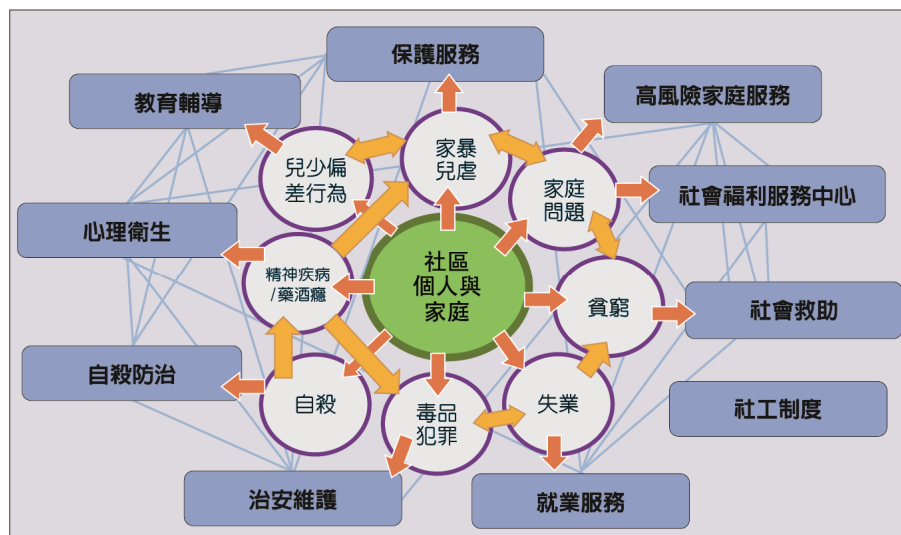 保護服務
教育輔導
高風險家庭服務
兒少偏
差行為
家暴
兒虐
家庭
問題
社會福利服務中心
心理衛生
精神疾病
/藥酒癮
社區
個人與
家庭
貧窮
社會救助
自殺防治
自殺
毒品
犯罪
失業
社工制度
治安維護
就業服務